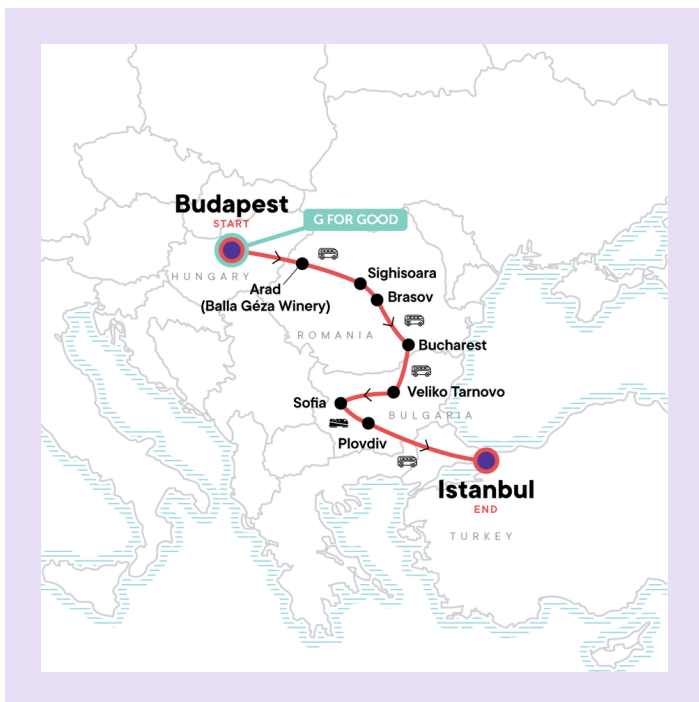 Budapest
START
G FOR GOOD
HUNGARY
Arad
(Balla Géza Winery)
Sighisoara
Brasov
ROMANIA
Bucharest
Veliko Tarnovo
Sofia
BULGARIA
Plovdiv
Istanbul
END
TURKEY